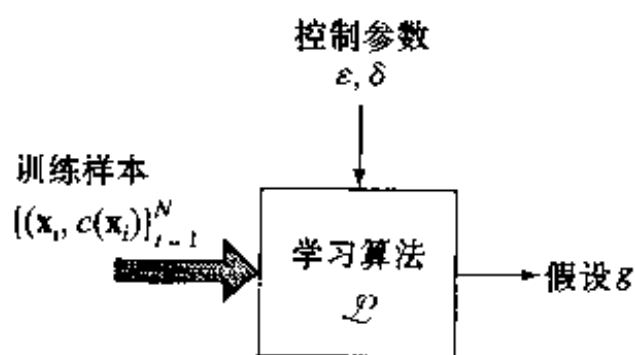 控制参数
ε, δ
训练样本
{(x_i, c(x_i)}_{i=1}^N
学习算法
ℒ
假设g